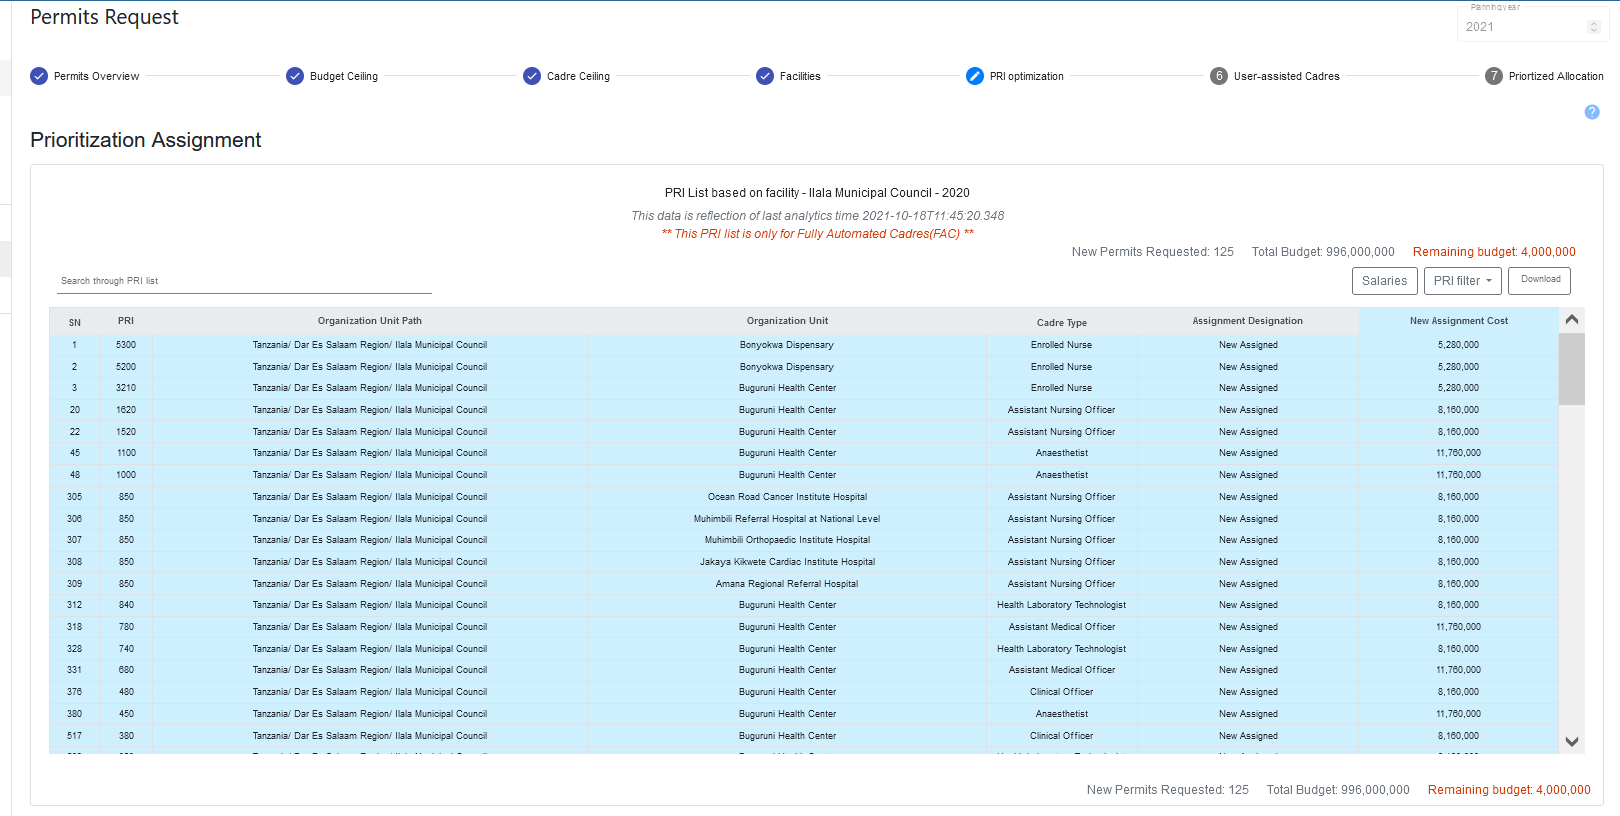 Permits Request
Planning year
2021
Permits Overview
Budget Ceiling
Cadre Ceiling
Facilities
PRI optimization
6 User-assisted Cadres
7 Priortized Allocation
?
Prioritization Assignment
PRI List based on facility - Ilala Municipal Council - 2020
This data is reflection of last analytics time 2021-10-18T11:45:20.348
** This PRI list is only for Fully Automated Cadres(FAC) **
New Permits Requested: 125 Total Budget: 996,000,000 Remaining budget: 4,000,000
Search through PRI list
Salaries PRI filter Download
SN PRI Organization Unit Path Organization Unit Cadre Type Assignment Designation New Assignment Cost
1 5300 Tanzania/ Dar Es Salaam Region/ Ilala Municipal Council Bonyokwa Dispensary Enrolled Nurse New Assigned 5,280,000
2 5200 Tanzania/ Dar Es Salaam Region/ Ilala Municipal Council Bonyokwa Dispensary Enrolled Nurse New Assigned 5,280,000
3 3210 Tanzania/ Dar Es Salaam Region/ Ilala Municipal Council Buguruni Health Center Enrolled Nurse New Assigned 5,280,000
20 1620 Tanzania/ Dar Es Salaam Region/ Ilala Municipal Council Buguruni Health Center Assistant Nursing Officer New Assigned 8,160,000
22 1520 Tanzania/ Dar Es Salaam Region/ Ilala Municipal Council Buguruni Health Center Assistant Nursing Officer New Assigned 8,160,000
45 1100 Tanzania/ Dar Es Salaam Region/ Ilala Municipal Council Buguruni Health Center Anaesthetist New Assigned 11,760,000
48 1000 Tanzania/ Dar Es Salaam Region/ Ilala Municipal Council Buguruni Health Center Anaesthetist New Assigned 11,760,000
305 850 Tanzania/ Dar Es Salaam Region/ Ilala Municipal Council Ocean Road Cancer Institute Hospital Assistant Nursing Officer New Assigned 8,160,000
306 850 Tanzania/ Dar Es Salaam Region/ Ilala Municipal Council Muhimbili Referral Hospital at National Level Assistant Nursing Officer New Assigned 8,160,000
307 850 Tanzania/ Dar Es Salaam Region/ Ilala Municipal Council Muhimbili Orthopaedic Institute Hospital Assistant Nursing Officer New Assigned 8,160,000
308 850 Tanzania/ Dar Es Salaam Region/ Ilala Municipal Council Jakaya Kikwete Cardiac Institute Hospital Assistant Nursing Officer New Assigned 8,160,000
309 850 Tanzania/ Dar Es Salaam Region/ Ilala Municipal Council Amana Regional Referral Hospital Assistant Nursing Officer New Assigned 8,160,000
312 840 Tanzania/ Dar Es Salaam Region/ Ilala Municipal Council Buguruni Health Center Health Laboratory Technologist New Assigned 8,160,000
318 780 Tanzania/ Dar Es Salaam Region/ Ilala Municipal Council Buguruni Health Center Assistant Medical Officer New Assigned 11,760,000
328 740 Tanzania/ Dar Es Salaam Region/ Ilala Municipal Council Buguruni Health Center Health Laboratory Technologist New Assigned 8,160,000
331 680 Tanzania/ Dar Es Salaam Region/ Ilala Municipal Council Buguruni Health Center Assistant Medical Officer New Assigned 11,760,000
376 480 Tanzania/ Dar Es Salaam Region/ Ilala Municipal Council Buguruni Health Center Clinical Officer New Assigned 8,160,000
380 450 Tanzania/ Dar Es Salaam Region/ Ilala Municipal Council Buguruni Health Center Anaesthetist New Assigned 11,760,000
517 380 Tanzania/ Dar Es Salaam Region/ Ilala Municipal Council Buguruni Health Center Clinical Officer New Assigned 8,160,000
New Permits Requested: 125 Total Budget: 996,000,000 Remaining budget: 4,000,000